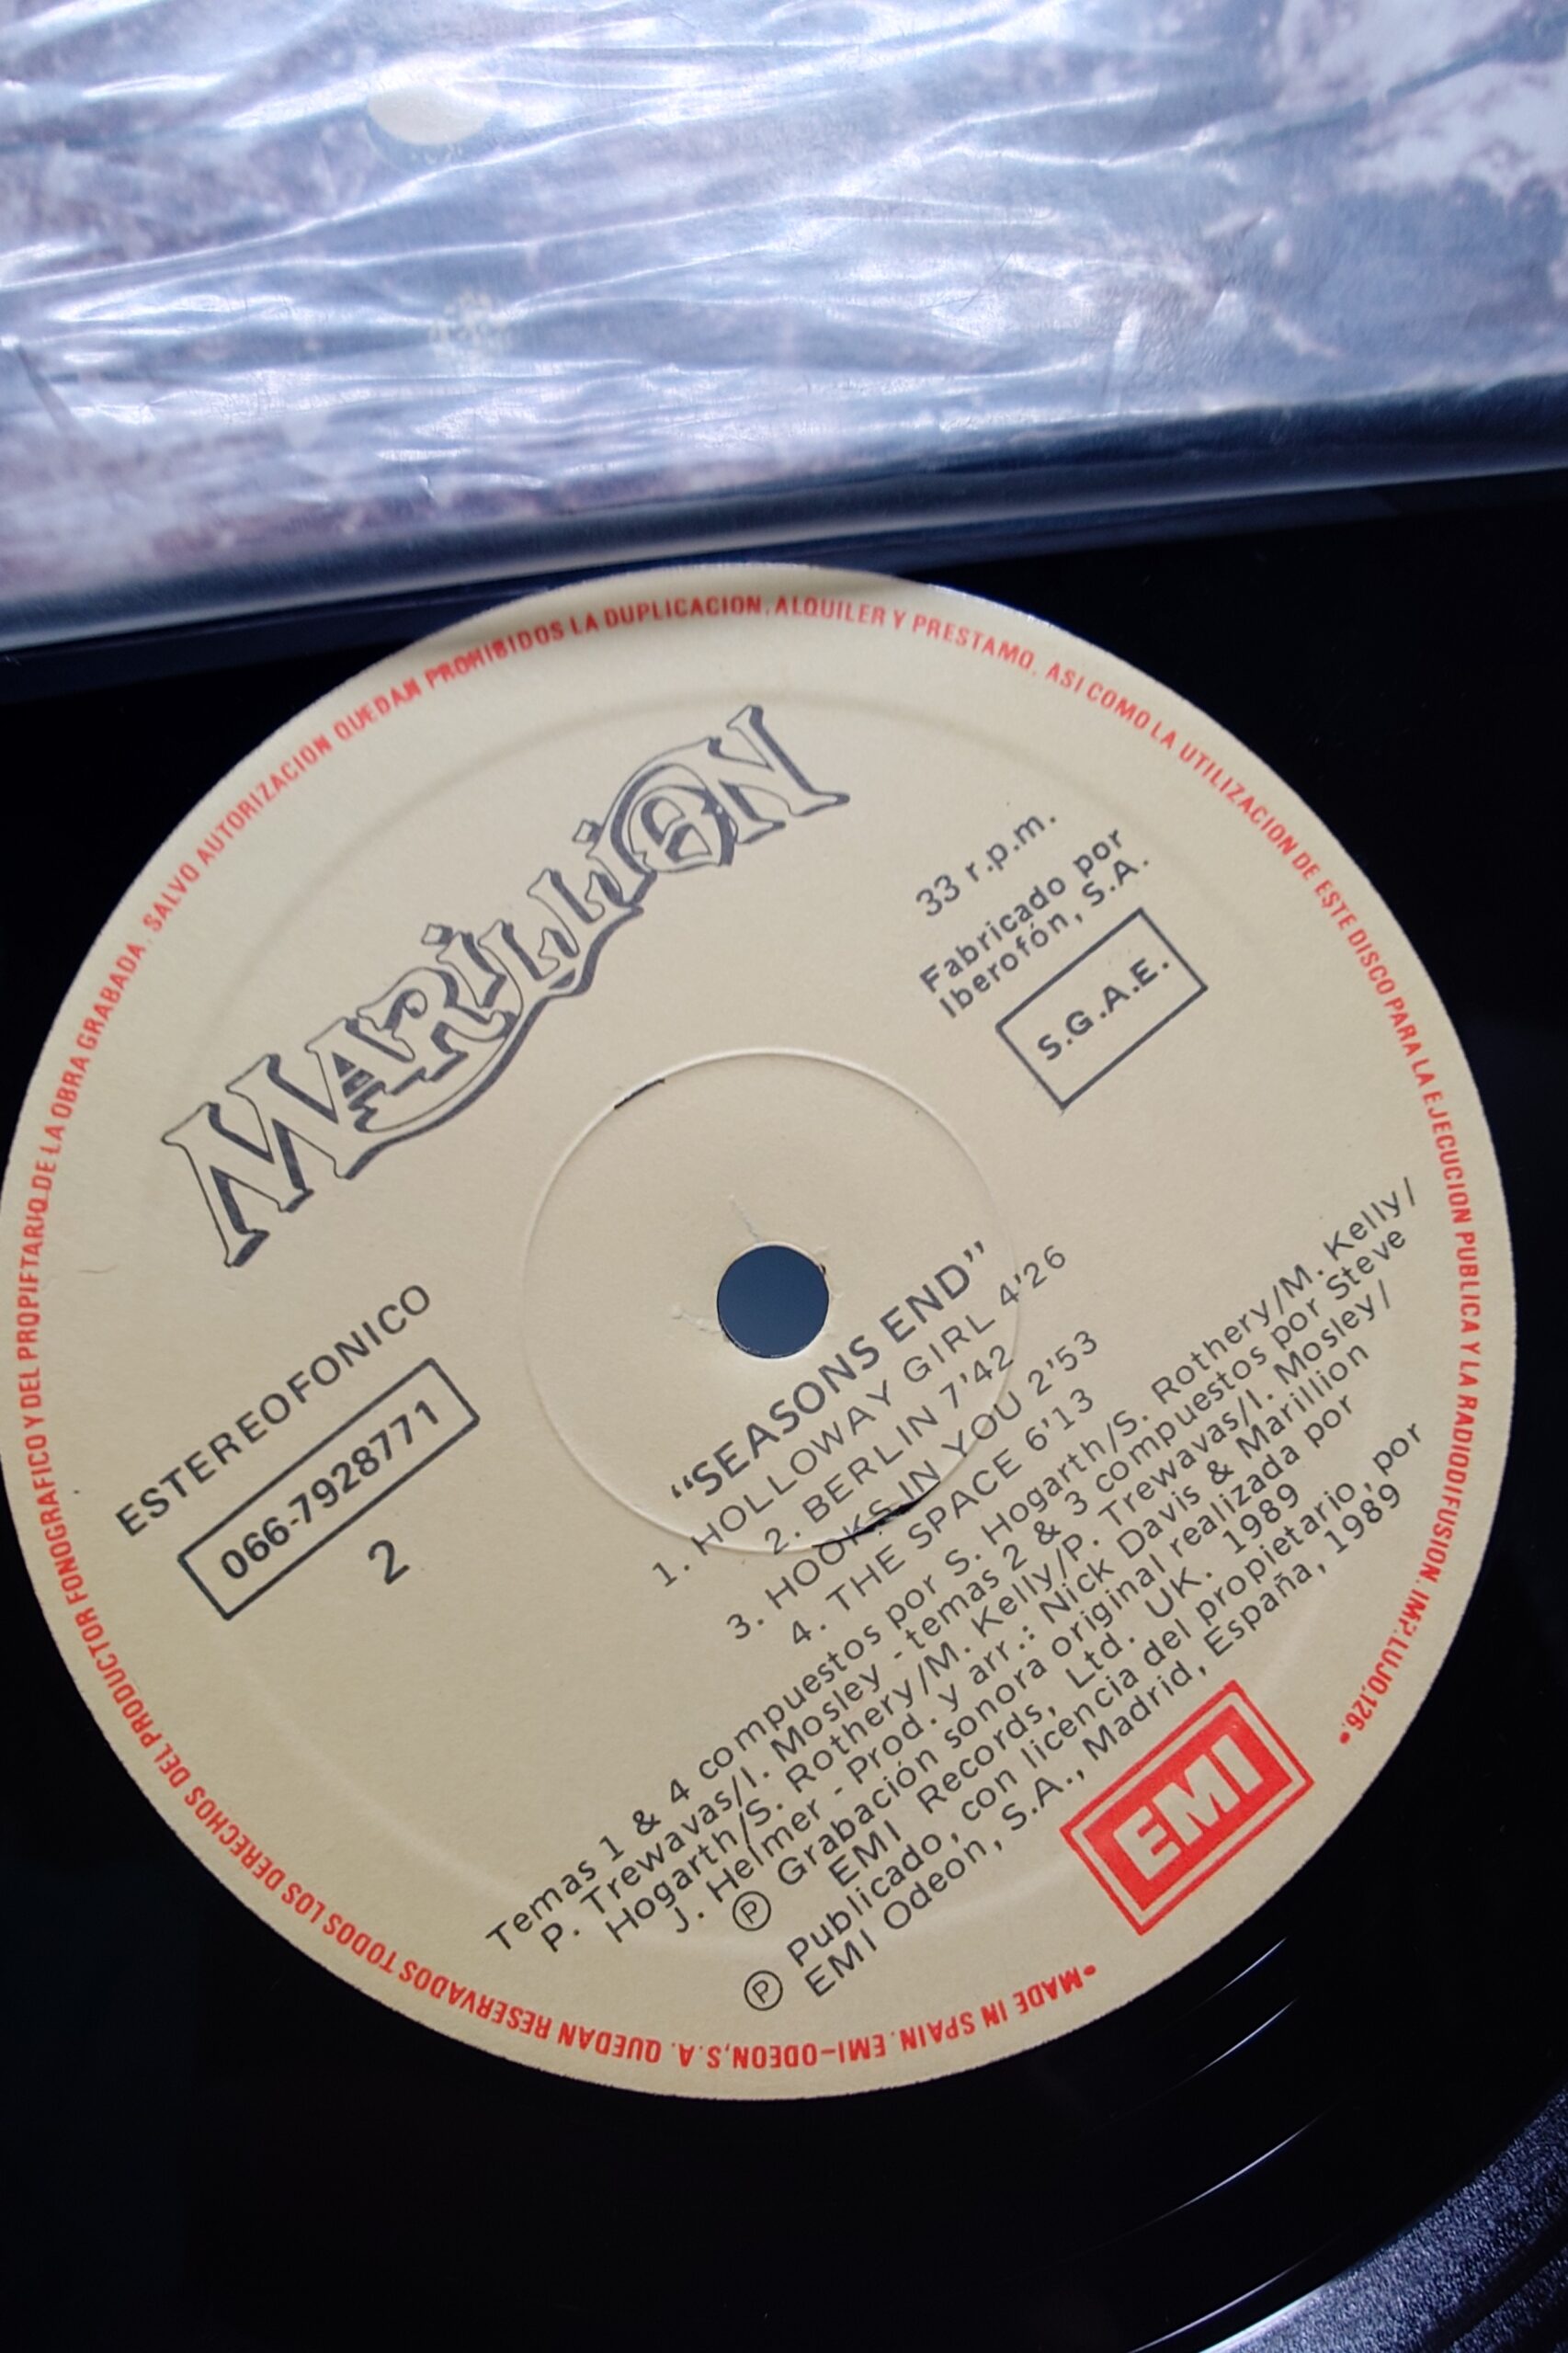 MARILLION
33 r.p.m.
Fabricado por
Iberofón, S.A.
S.G.A.E.
ESTEREOFONICO
066-7928771
2
“SEASONS END”
1. HOLLOWAY GIRL 4'26
2. BERLIN 7'42
3. HOOKS IN YOU 2'53
4. THE SPACE 6'13
Temas 1 & 4 compuestos por S. Hogarth/S. Rothery/M. Kelly/
P. Trewavas/I. Mosley - temas 2 & 3 compuestos por Steve
Hogarth/S. Rothery/M. Kelly/P. Trewavas/I. Mosley/
J. Helmer - Prod. y arr.: Nick Davis & Marillion
Ⓟ Grabación sonora original realizada por
EMI Records, Ltd. UK. 1989
Ⓟ Publicado, con licencia del propietario, por
EMI Odeon, S.A., Madrid, España, 1989
EMI
• MADE IN SPAIN. EMI-ODEON, S.A. QUEDAN RESERVADOS TODOS LOS DERECHOS DEL PRODUCTOR FONOGRAFICO Y DEL PROPIETARIO DE LA OBRA GRABADA. SALVO AUTORIZACION QUEDAN PROHIBIDOS LA DUPLICACION, ALQUILER Y PRESTAMO, ASI COMO LA UTILIZACION DE ESTE DISCO PARA LA EJECUCION PUBLICA Y LA RADIODIFUSION. IMP. LUJO, 126. •